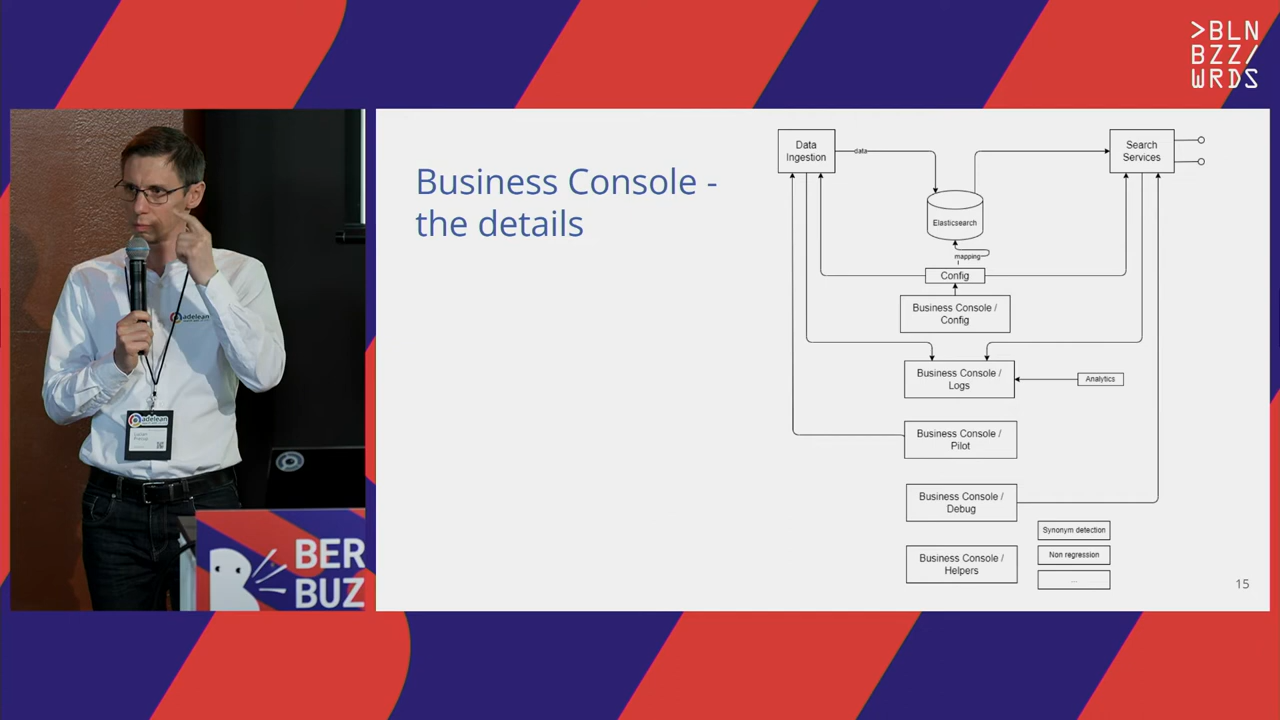 >BLN
BZZ/
WRDS
Business Console -
the details
Data
Ingestion
data
Search
Services
Elasticsearch
mapping
Config
Business Console /
Config
Business Console /
Logs
Analytics
Business Console /
Pilot
Business Console /
Debug
Synonym detection
Non regression
...
Business Console /
Helpers
15
adelean
adelean
BER
BUZ